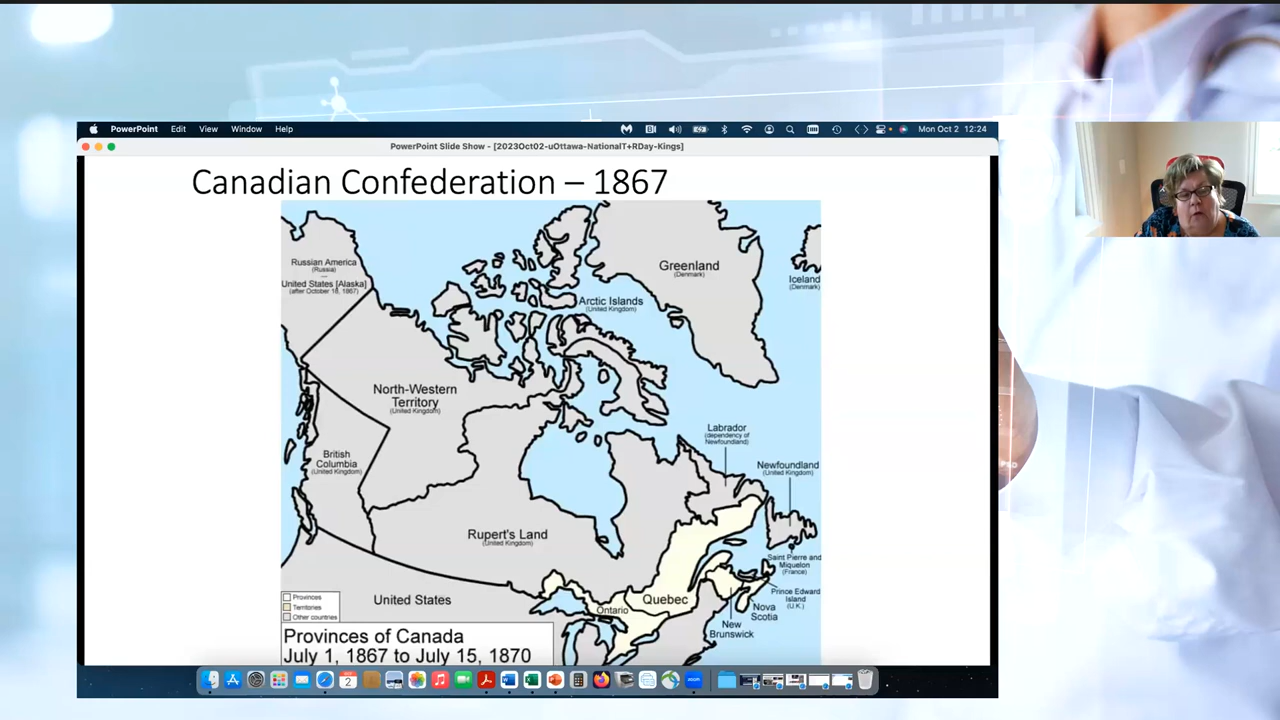 PowerPoint Edit View Window Help
Mon Oct 2 12:24
PowerPoint Slide Show - [2023Oct02-uOttawa-NationalT+RDay-Kings]
Canadian Confederation – 1867
Russian America
(Russia)
United States [Alaska]
(after October 18, 1867)
Greenland
(Denmark)
Iceland
(Denmark)
Arctic Islands
(United Kingdom)
North-Western
Territory
(United Kingdom)
British
Columbia
(United Kingdom)
Labrador
(dependency of
Newfoundland)
Newfoundland
(United Kingdom)
Rupert's Land
(United Kingdom)
Saint Pierre and
Miquelon
(France)
Prince Edward
Island
(U.K.)
Nova
Scotia
New
Brunswick
Quebec
Ontario
United States
Provinces
Territories
Other countries
Provinces of Canada
July 1, 1867 to July 15, 1870
2
zoom